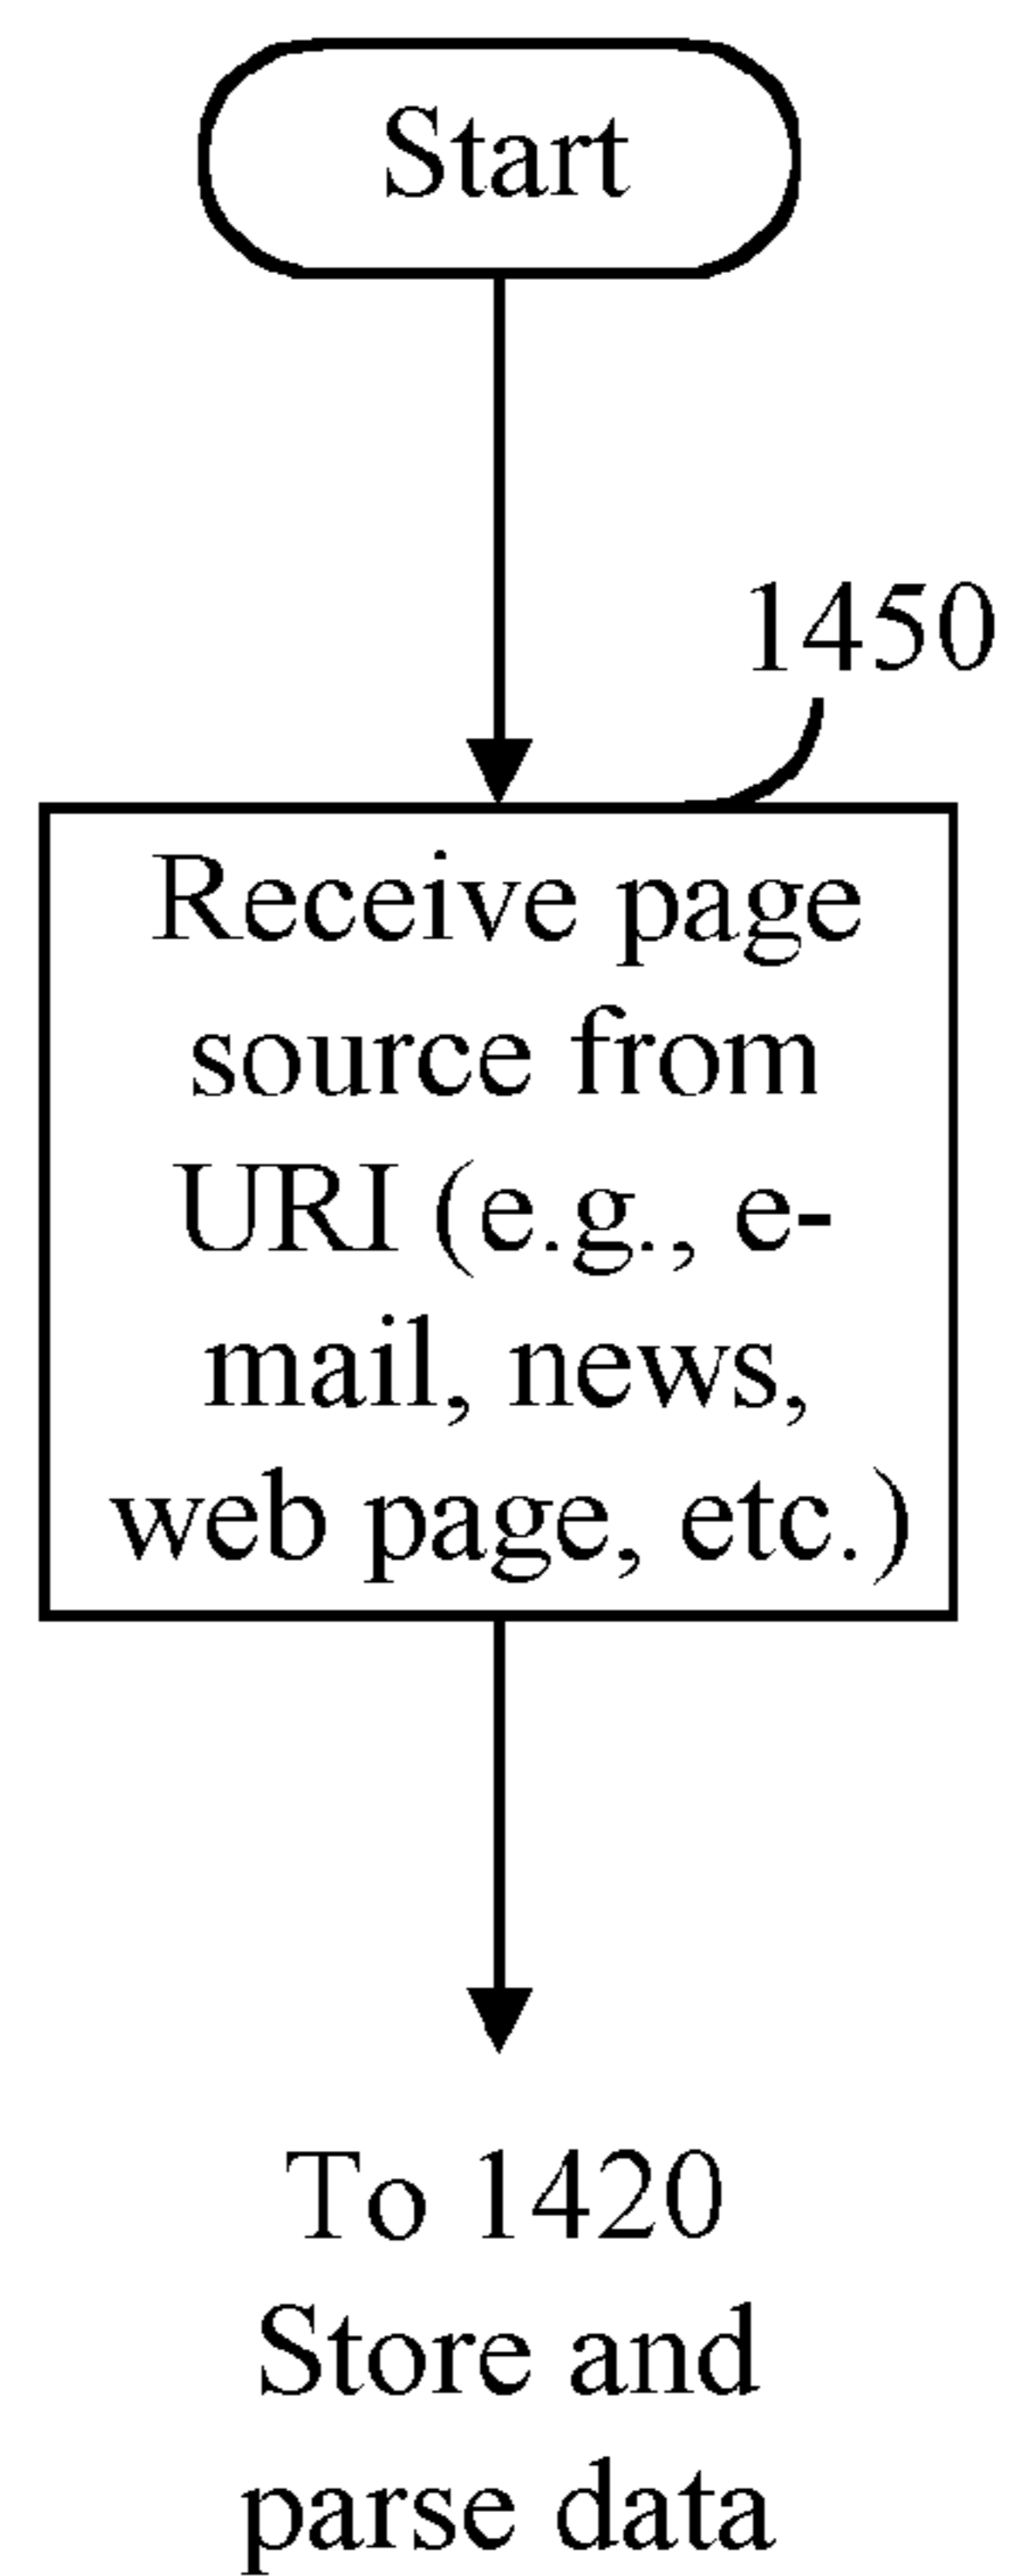 Start
1450
Receive page
source from
URI (e.g., e-
mail, news,
web page, etc.)
To 1420
Store and
parse data